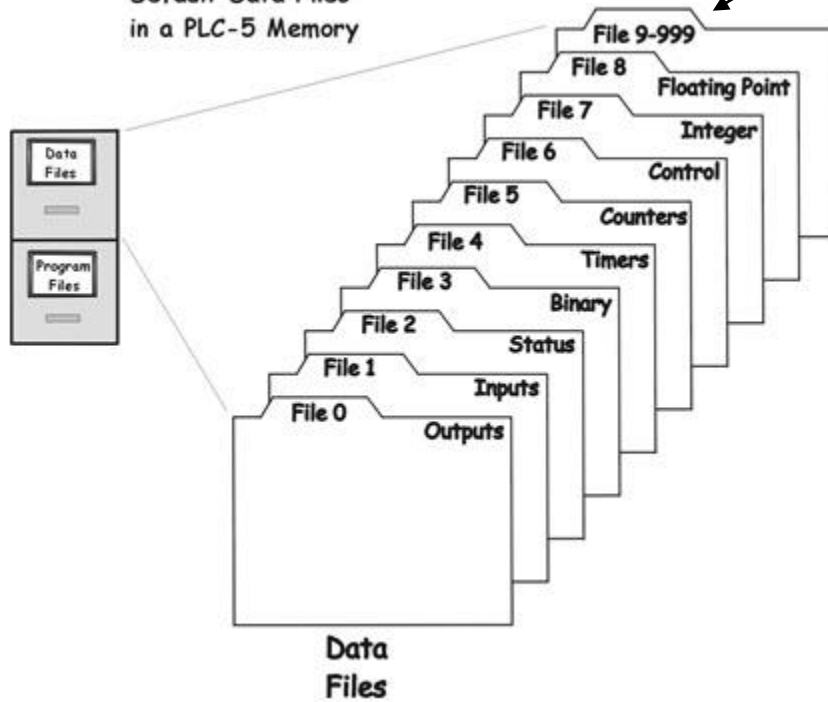 Data Files
in a PLC-5 Memory
File 9-999
File 8
Floating Point
File 7
Integer
File 6
Control
File 5
Counters
File 4
Timers
File 3
Binary
File 2
Status
File 1
Inputs
File 0
Outputs
Data
Files
Program
Files
Data
Files